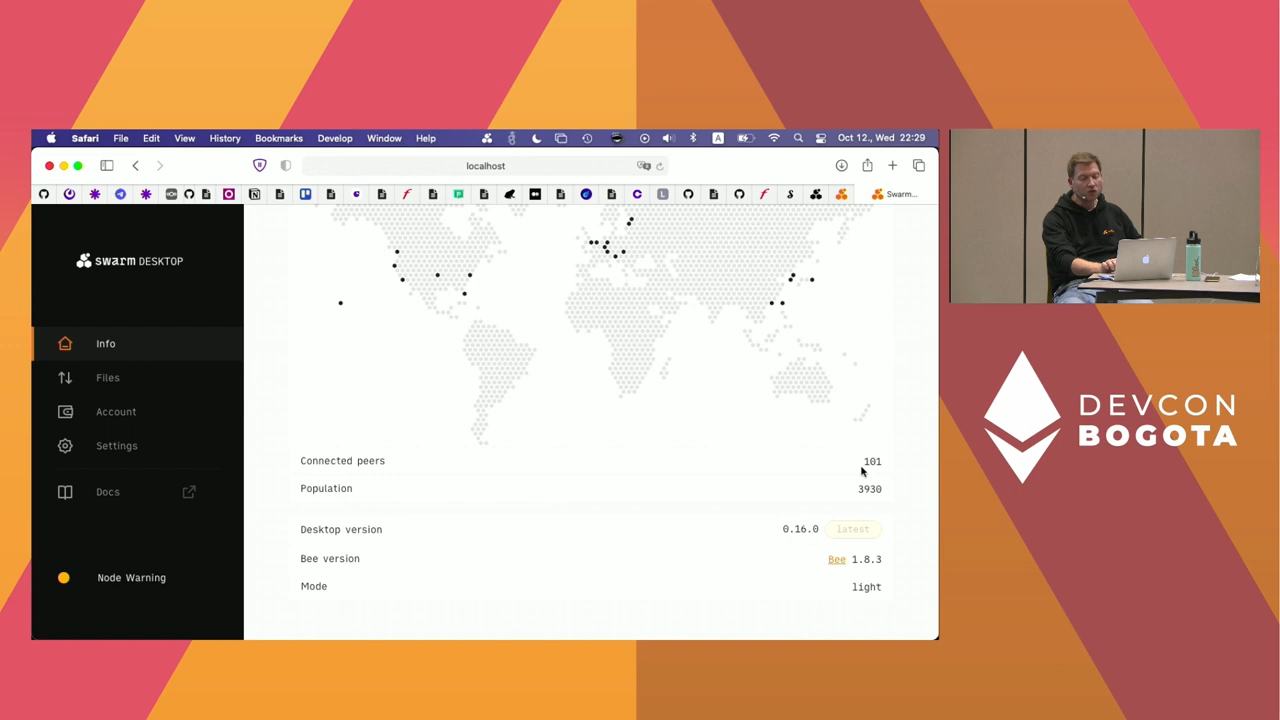 Safari File Edit View History Bookmarks Develop Window Help
A
Oct 12., Wed 22:29
localhost
Swarm...
swarm DESKTOP
Info
Files
Account
Settings
Docs
Node Warning
Connected peers 101
Population 3930
Desktop version 0.16.0 latest
Bee version Bee 1.8.3
Mode light
DEVCON
BOGOTA